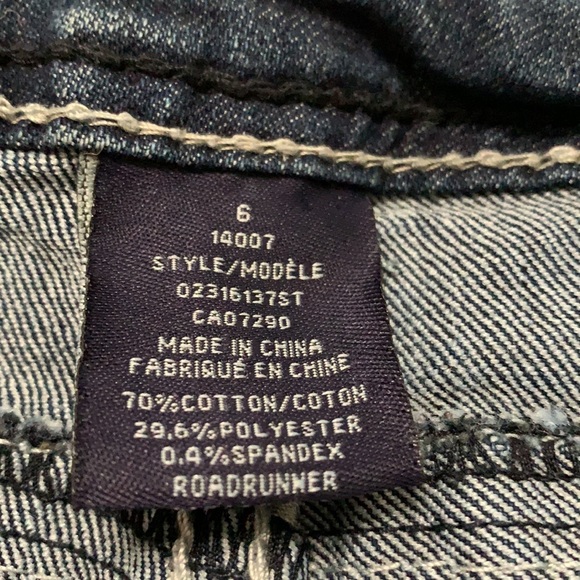 6
14007
STYLE/MODÈLE
02316137ST
CA07290
MADE IN CHINA
FABRIQUÉ EN CHINE
70%COTTON/COTON
29.6%POLYESTER
0.4%SPANDEX
ROADRUNNER